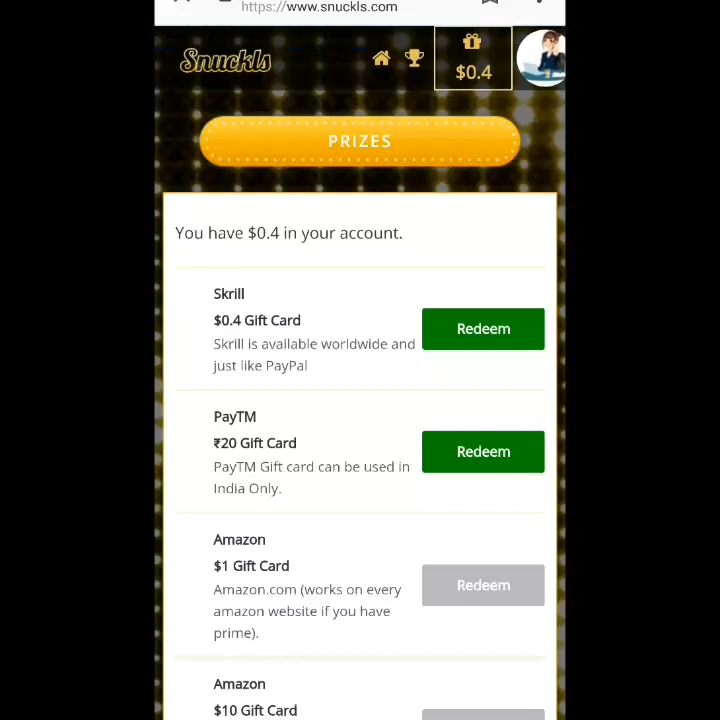 https://www.snuckls.com
Snuckls
$0.4
PRIZES
You have $0.4 in your account.
Skrill
$0.4 Gift Card
Skrill is available worldwide and
just like PayPal
Redeem
PayTM
₹20 Gift Card
PayTM Gift card can be used in
India Only.
Redeem
Amazon
$1 Gift Card
Amazon.com (works on every
amazon website if you have
prime).
Redeem
Amazon
$10 Gift Card